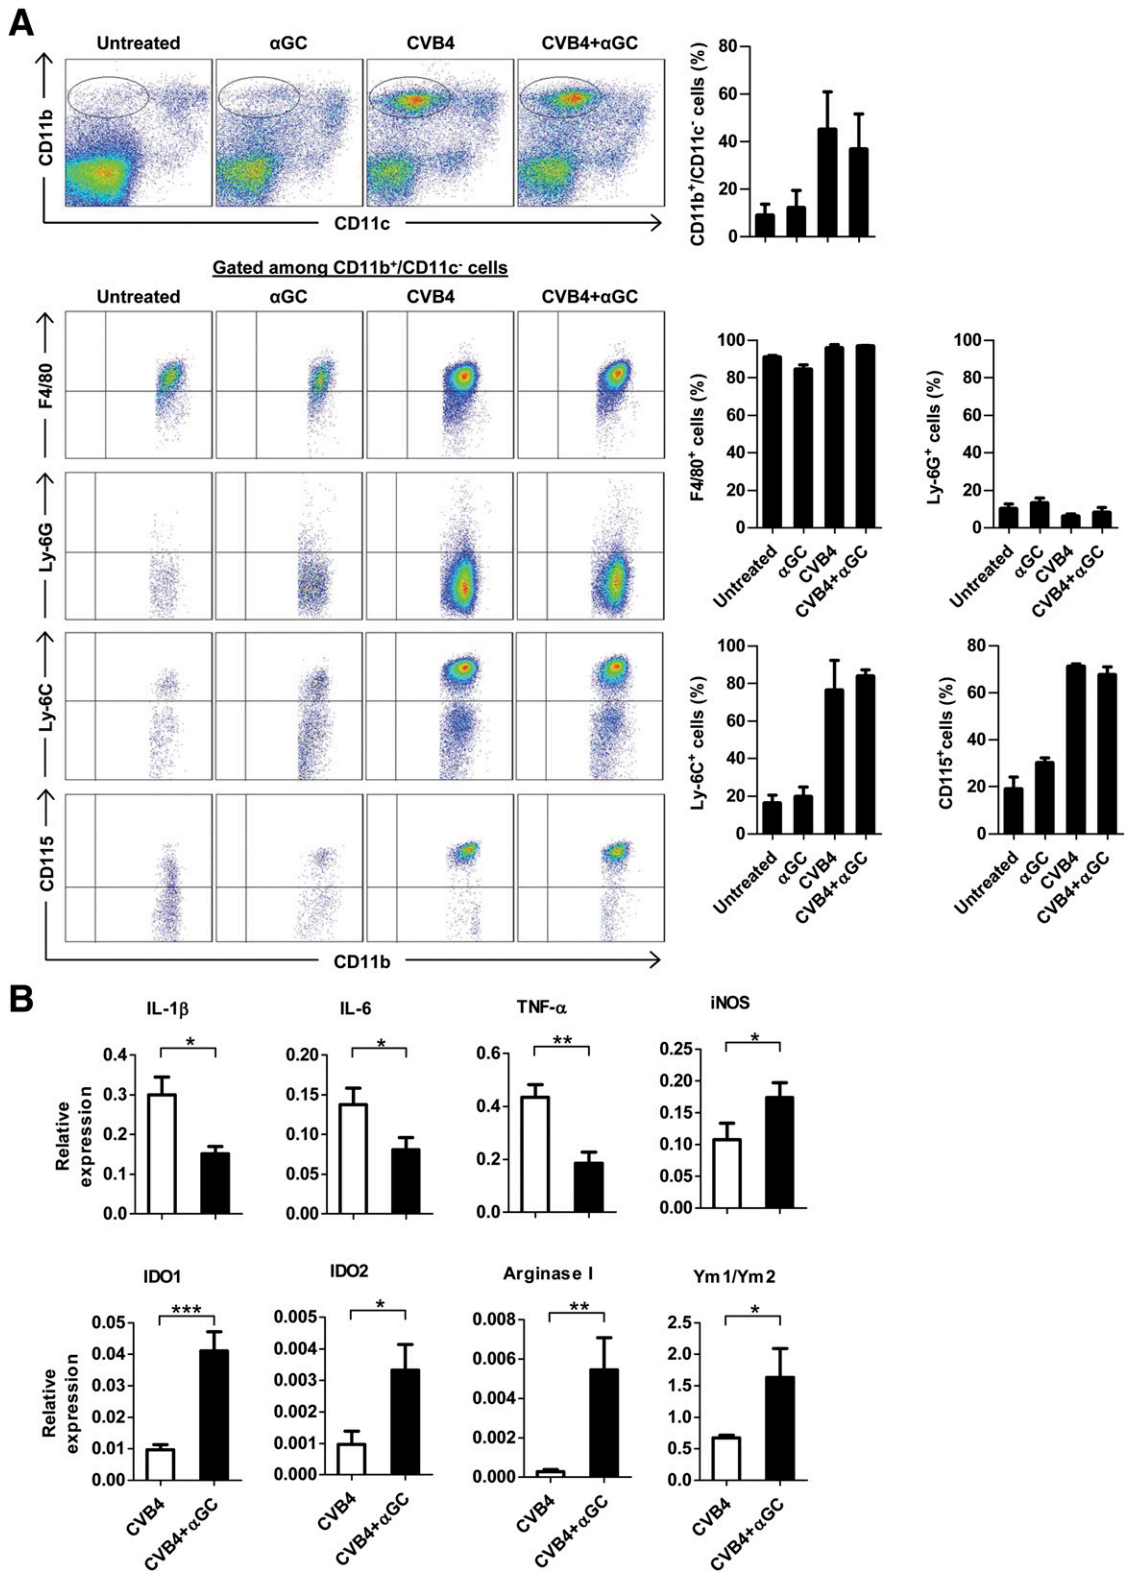 A
Untreated αGC CVB4 CVB4+αGC
CD11b
CD11c
CD11b⁺/CD11c⁻ cells (%)
80
60
40
20
0
Gated among CD11b⁺/CD11c⁻ cells
Untreated αGC CVB4 CVB4+αGC
F4/80
Ly-6G
Ly-6C
CD115
CD11b
F4/80⁺ cells (%)
100
80
60
40
20
0
Untreated
αGC
CVB4
CVB4+αGC
Ly-6G⁺ cells (%)
100
80
60
40
20
0
Untreated
αGC
CVB4
CVB4+αGC
Ly-6C⁺ cells (%)
100
80
60
40
20
0
Untreated
αGC
CVB4
CVB4+αGC
CD115⁺cells (%)
80
60
40
20
0
Untreated
αGC
CVB4
CVB4+αGC
B
IL-1β
*
Relative
expression
0.4
0.3
0.2
0.1
0.0
IL-6
*
0.20
0.15
0.10
0.05
0.00
TNF-α
**
0.6
0.4
0.2
0.0
iNOS
*
0.25
0.20
0.15
0.10
0.05
0.00
IDO1
***
Relative
expression
0.05
0.04
0.03
0.02
0.01
0.00
CVB4
CVB4+αGC
IDO2
*
0.005
0.004
0.003
0.002
0.001
0.000
CVB4
CVB4+αGC
Arginase I
**
0.008
0.006
0.004
0.002
0.000
CVB4
CVB4+αGC
Ym1/Ym2
*
2.5
2.0
1.5
1.0
0.5
0.0
CVB4
CVB4+αGC